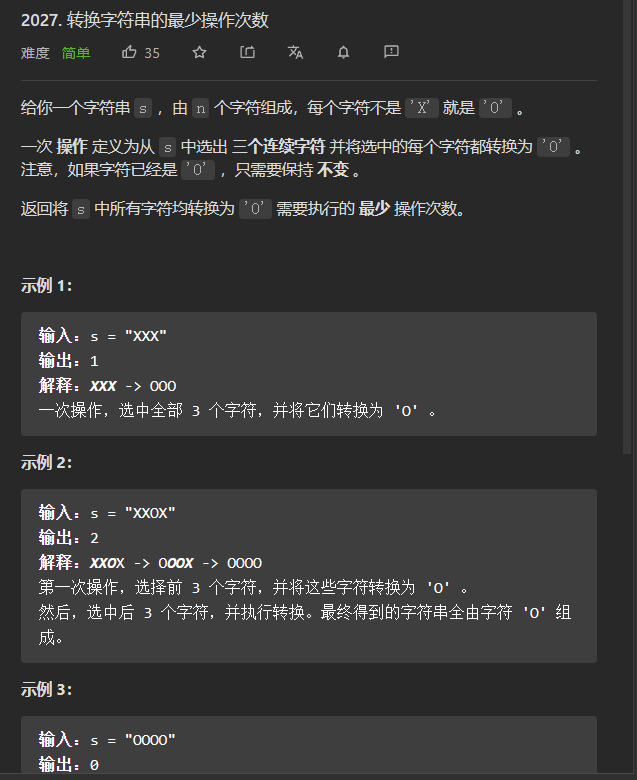 2027. 转换字符串的最少操作次数
难度 简单 35
给你一个字符串 s ，由 n 个字符组成，每个字符不是 'X' 就是 'O' 。
一次 操作 定义为从 s 中选出 三个连续字符 并将选中的每个字符都转换为 'O' 。
注意，如果字符已经是 'O' ，只需要保持 不变 。
返回将 s 中所有字符均转换为 'O' 需要执行的 最少 操作次数。
示例 1：
输入：s = "XXX"
输出：1
解释：XXX -> OOO
一次操作，选中全部 3 个字符，并将它们转换为 'O' 。
示例 2：
输入：s = "XXOX"
输出：2
解释：XXOX -> OOOX -> OOOO
第一次操作，选择前 3 个字符，并将这些字符转换为 'O' 。
然后，选中后 3 个字符，并执行转换。最终得到的字符串全由字符 'O' 组
成。
示例 3：
输入：s = "OOOO"
输出：0